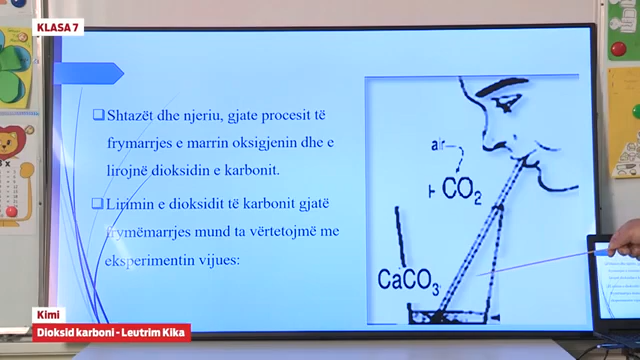 KLASA 7
Shtazët dhe njeriu, gjate procesit të
frymarrjes e marrin oksigjenin dhe e
lirojnë dioksidin e karbonit.
Lirimin e dioksidit të karbonit gjatë
frymëmarrjes mund ta vërtetojmë me
eksperimentin vijues:
air
+ CO₂
CaCO₃
Kimi
Dioksid karboni - Leutrim Kika